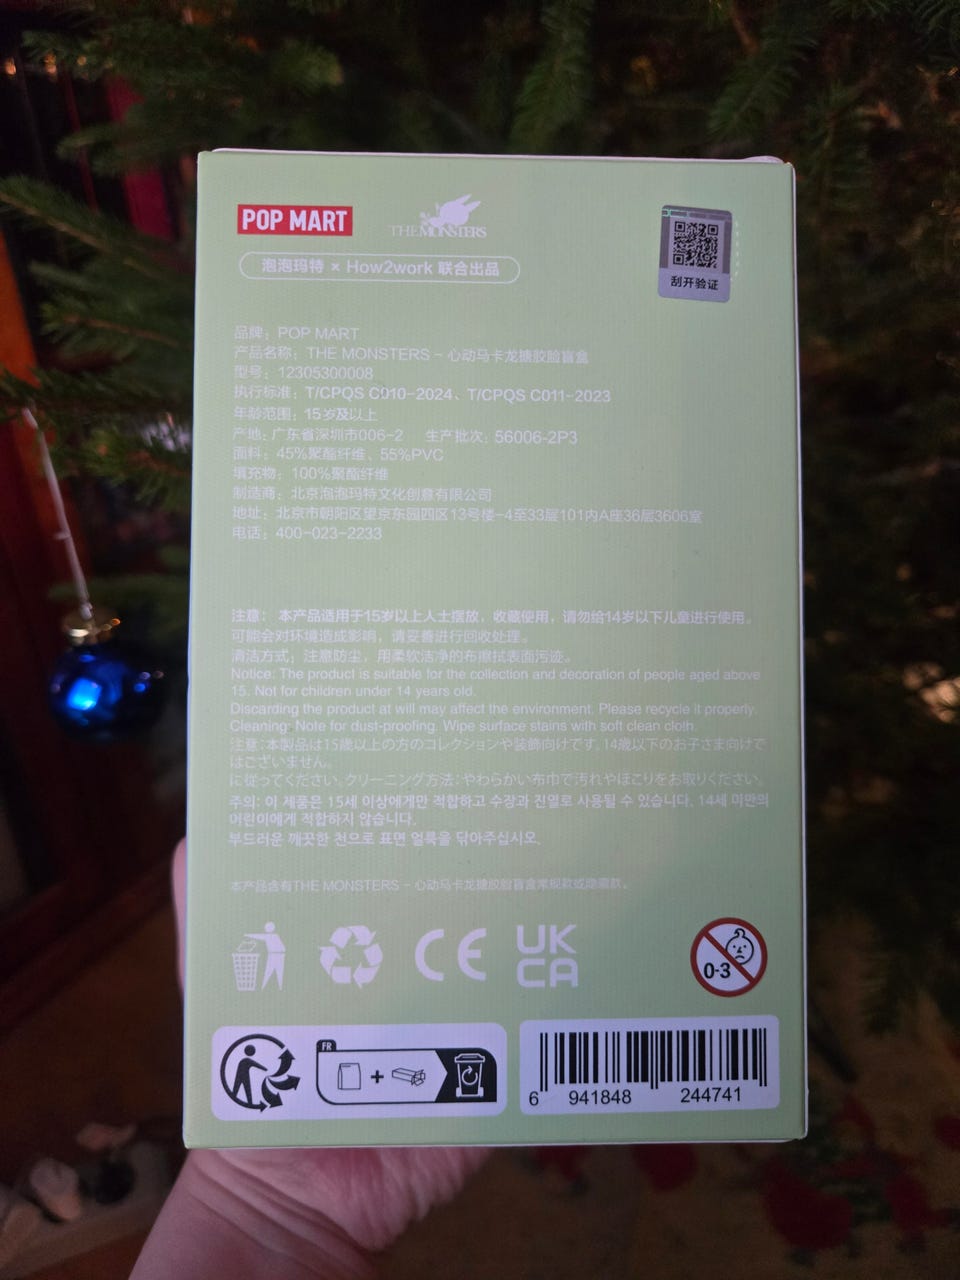 POP MART
THE MONSTERS
泡泡玛特 × How2work 联合出品
刮开验证
品牌：POP MART
产品名称：THE MONSTERS - 心动马卡龙搪胶脸盲盒
型号：12305300008
执行标准：T/CPQS C010-2024、T/CPQS C011-2023
年龄范围：15岁及以上
产地：广东省深圳市006-2 生产批次：56006-2P3
面料：45%聚酯纤维、55%PVC
填充物：100%聚酯纤维
制造商：北京泡泡玛特文化创意有限公司
地址：北京市朝阳区望京东园四区13号楼-4至33层101内A座36层3606室
电话：400-023-2233
注意： 本产品适用于15岁以上人士摆放，收藏使用，请勿给14岁以下儿童进行使用。
可能会对环境造成影响，请妥善进行回收处理。
清洁方式：注意防尘，用柔软洁净的布擦拭表面污迹。
Notice: The product is suitable for the collection and decoration of people aged above
15. Not for children under 14 years old.
Discarding the product at will may affect the environment. Please recycle it properly.
Cleaning: Note for dust-proofing. Wipe surface stains with soft clean cloth.
注意：本製品は15歳以上の方のコレクションや装飾向けです。14歳以下のお子さま向けで
はございません。
に従ってください。クリーニング方法：やわらかい布巾で汚れやほこりをお取りください。
주의: 이 제품은 15세 이상에게만 적합하고 수장과 진열로 사용될 수 있습니다. 14세 미만의
어린이에게 적합하지 않습니다.
부드러운 깨끗한 천으로 표면 얼룩을 닦아주십시오.
本产品含有THE MONSTERS - 心动马卡龙搪胶脸盲盒常规款或隐藏款。
CE
UK
CA
0-3
FR
6 941848 244741